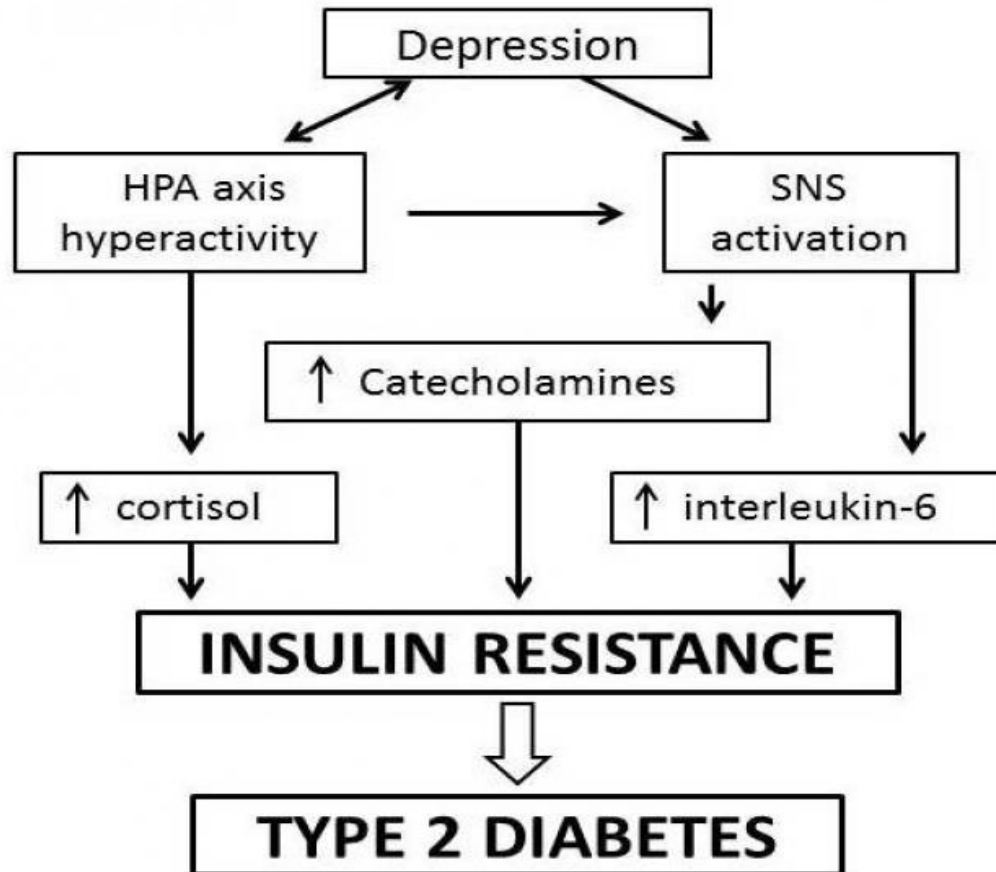 Depression
HPA axis
hyperactivity
SNS
activation
↑ Catecholamines
↑ cortisol
↑ interleukin-6
INSULIN RESISTANCE
TYPE 2 DIABETES